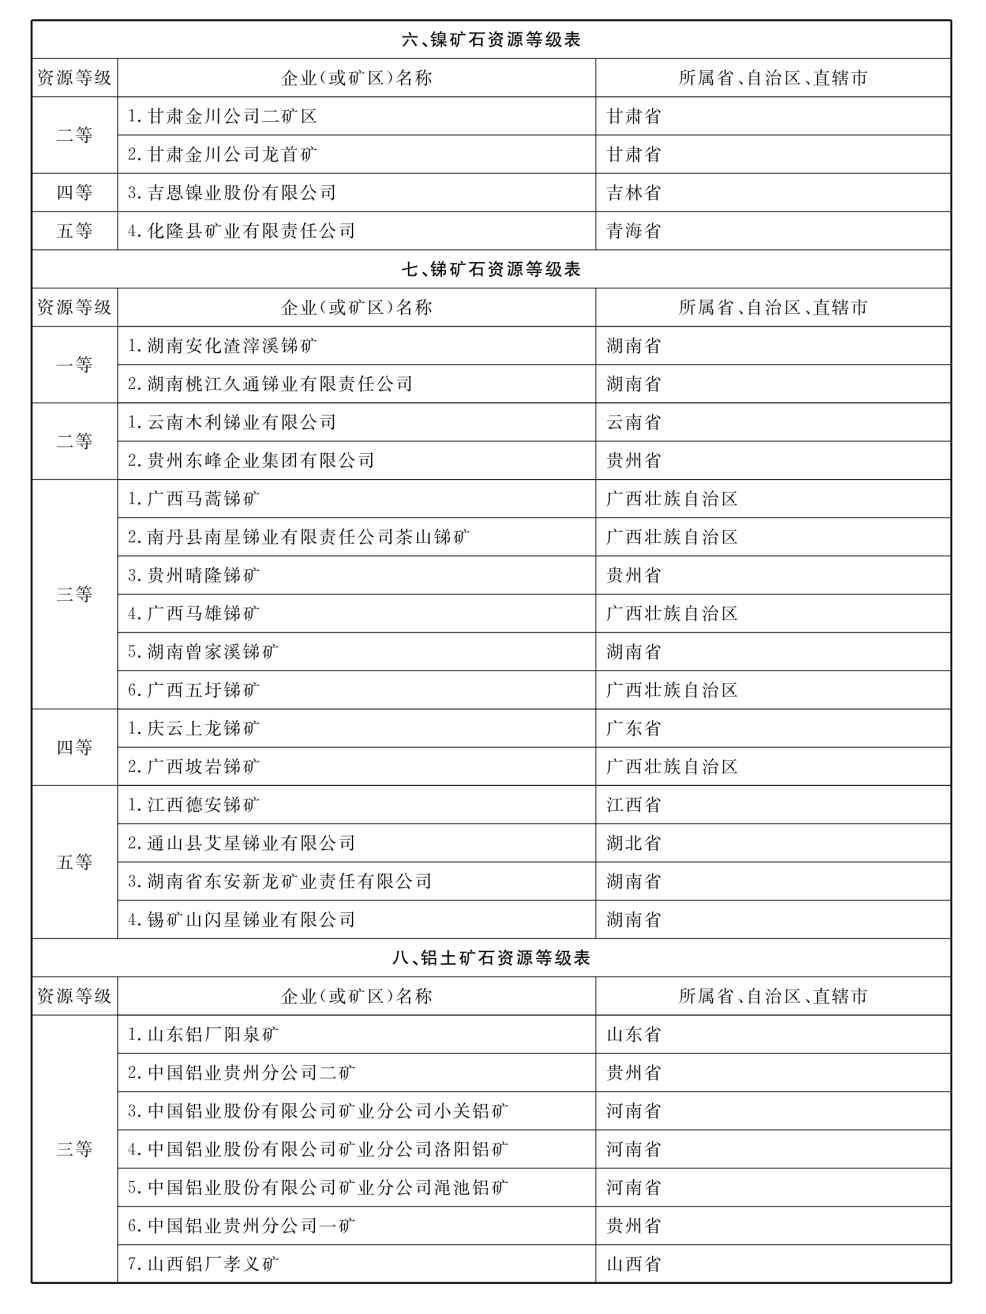 六、镍矿石资源等级表
资源等级 企业(或矿区)名称 所属省、自治区、直辖市
二等 1.甘肃金川公司二矿区 甘肃省
2.甘肃金川公司龙首矿 甘肃省
四等 3.吉恩镍业股份有限公司 吉林省
五等 4.化隆县矿业有限责任公司 青海省
七、锑矿石资源等级表
资源等级 企业(或矿区)名称 所属省、自治区、直辖市
一等 1.湖南安化渣滓溪锑矿 湖南省
2.湖南桃江久通锑业有限责任公司 湖南省
二等 1.云南木利锑业有限公司 云南省
2.贵州东峰企业集团有限公司 贵州省
三等 1.广西马蒿锑矿 广西壮族自治区
2.南丹县南星锑业有限责任公司茶山锑矿 广西壮族自治区
3.贵州晴隆锑矿 贵州省
4.广西马雄锑矿 广西壮族自治区
5.湖南曾家溪锑矿 湖南省
6.广西五圩锑矿 广西壮族自治区
四等 1.庆云上龙锑矿 广东省
2.广西坡岩锑矿 广西壮族自治区
五等 1.江西德安锑矿 江西省
2.通山县艾星锑业有限公司 湖北省
3.湖南省东安新龙矿业责任有限公司 湖南省
4.锡矿山闪星锑业有限公司 湖南省
八、铝土矿石资源等级表
资源等级 企业(或矿区)名称 所属省、自治区、直辖市
三等 1.山东铝厂阳泉矿 山东省
2.中国铝业贵州分公司二矿 贵州省
3.中国铝业股份有限公司矿业分公司小关铝矿 河南省
4.中国铝业股份有限公司矿业分公司洛阳铝矿 河南省
5.中国铝业股份有限公司矿业分公司渑池铝矿 河南省
6.中国铝业贵州分公司一矿 贵州省
7.山西铝厂孝义矿 山西省